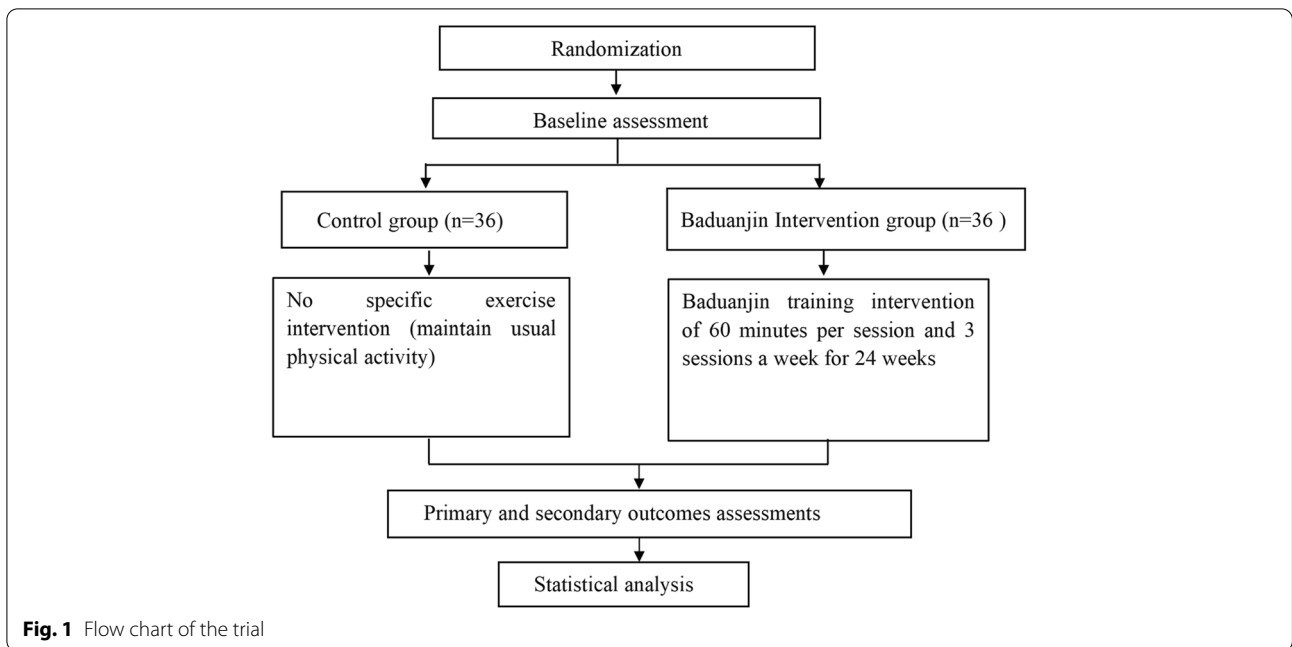 Randomization
Baseline assessment
Control group (n=36)
Baduanjin Intervention group (n=36 )
No specific exercise
intervention (maintain usual
physical activity)
Baduanjin training intervention
of 60 minutes per session and 3
sessions a week for 24 weeks
Primary and secondary outcomes assessments
Statistical analysis
Fig. 1 Flow chart of the trial